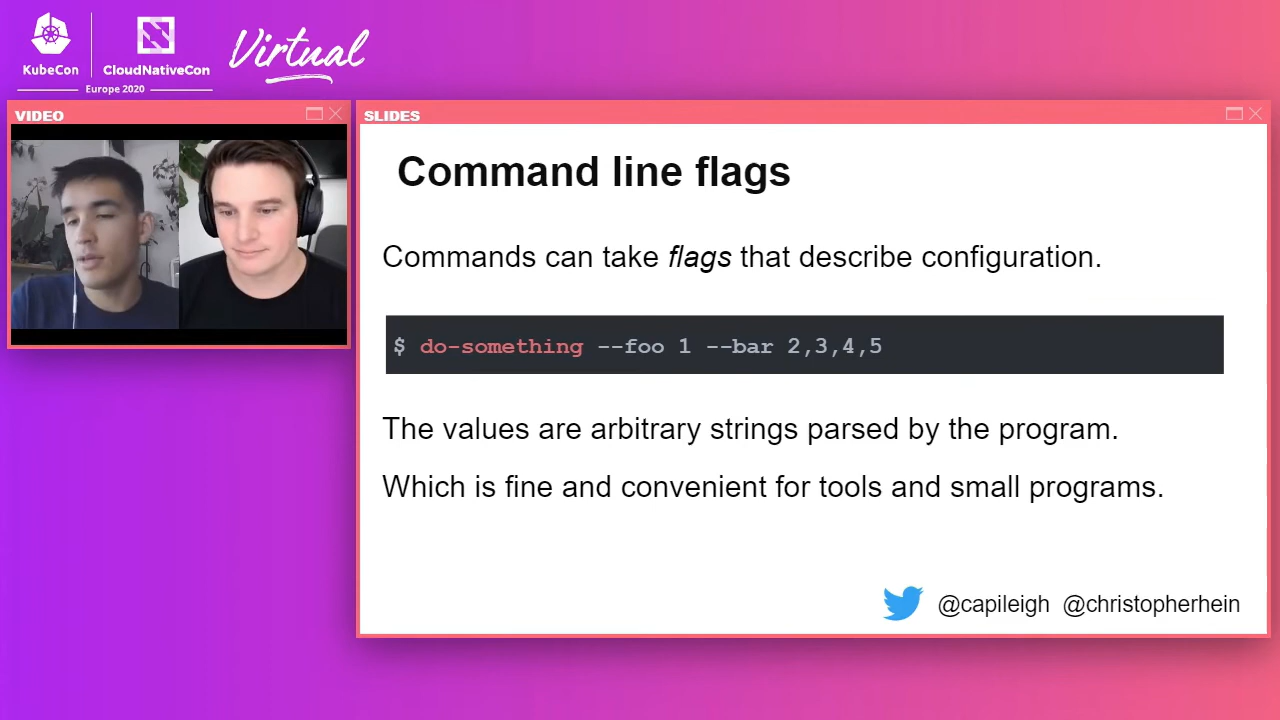 KubeCon
CloudNativeCon
Europe 2020
Virtual
VIDEO
SLIDES
Command line flags
Commands can take flags that describe configuration.
$ do-something --foo 1 --bar 2,3,4,5
The values are arbitrary strings parsed by the program.
Which is fine and convenient for tools and small programs.
@capileigh @christopherhein